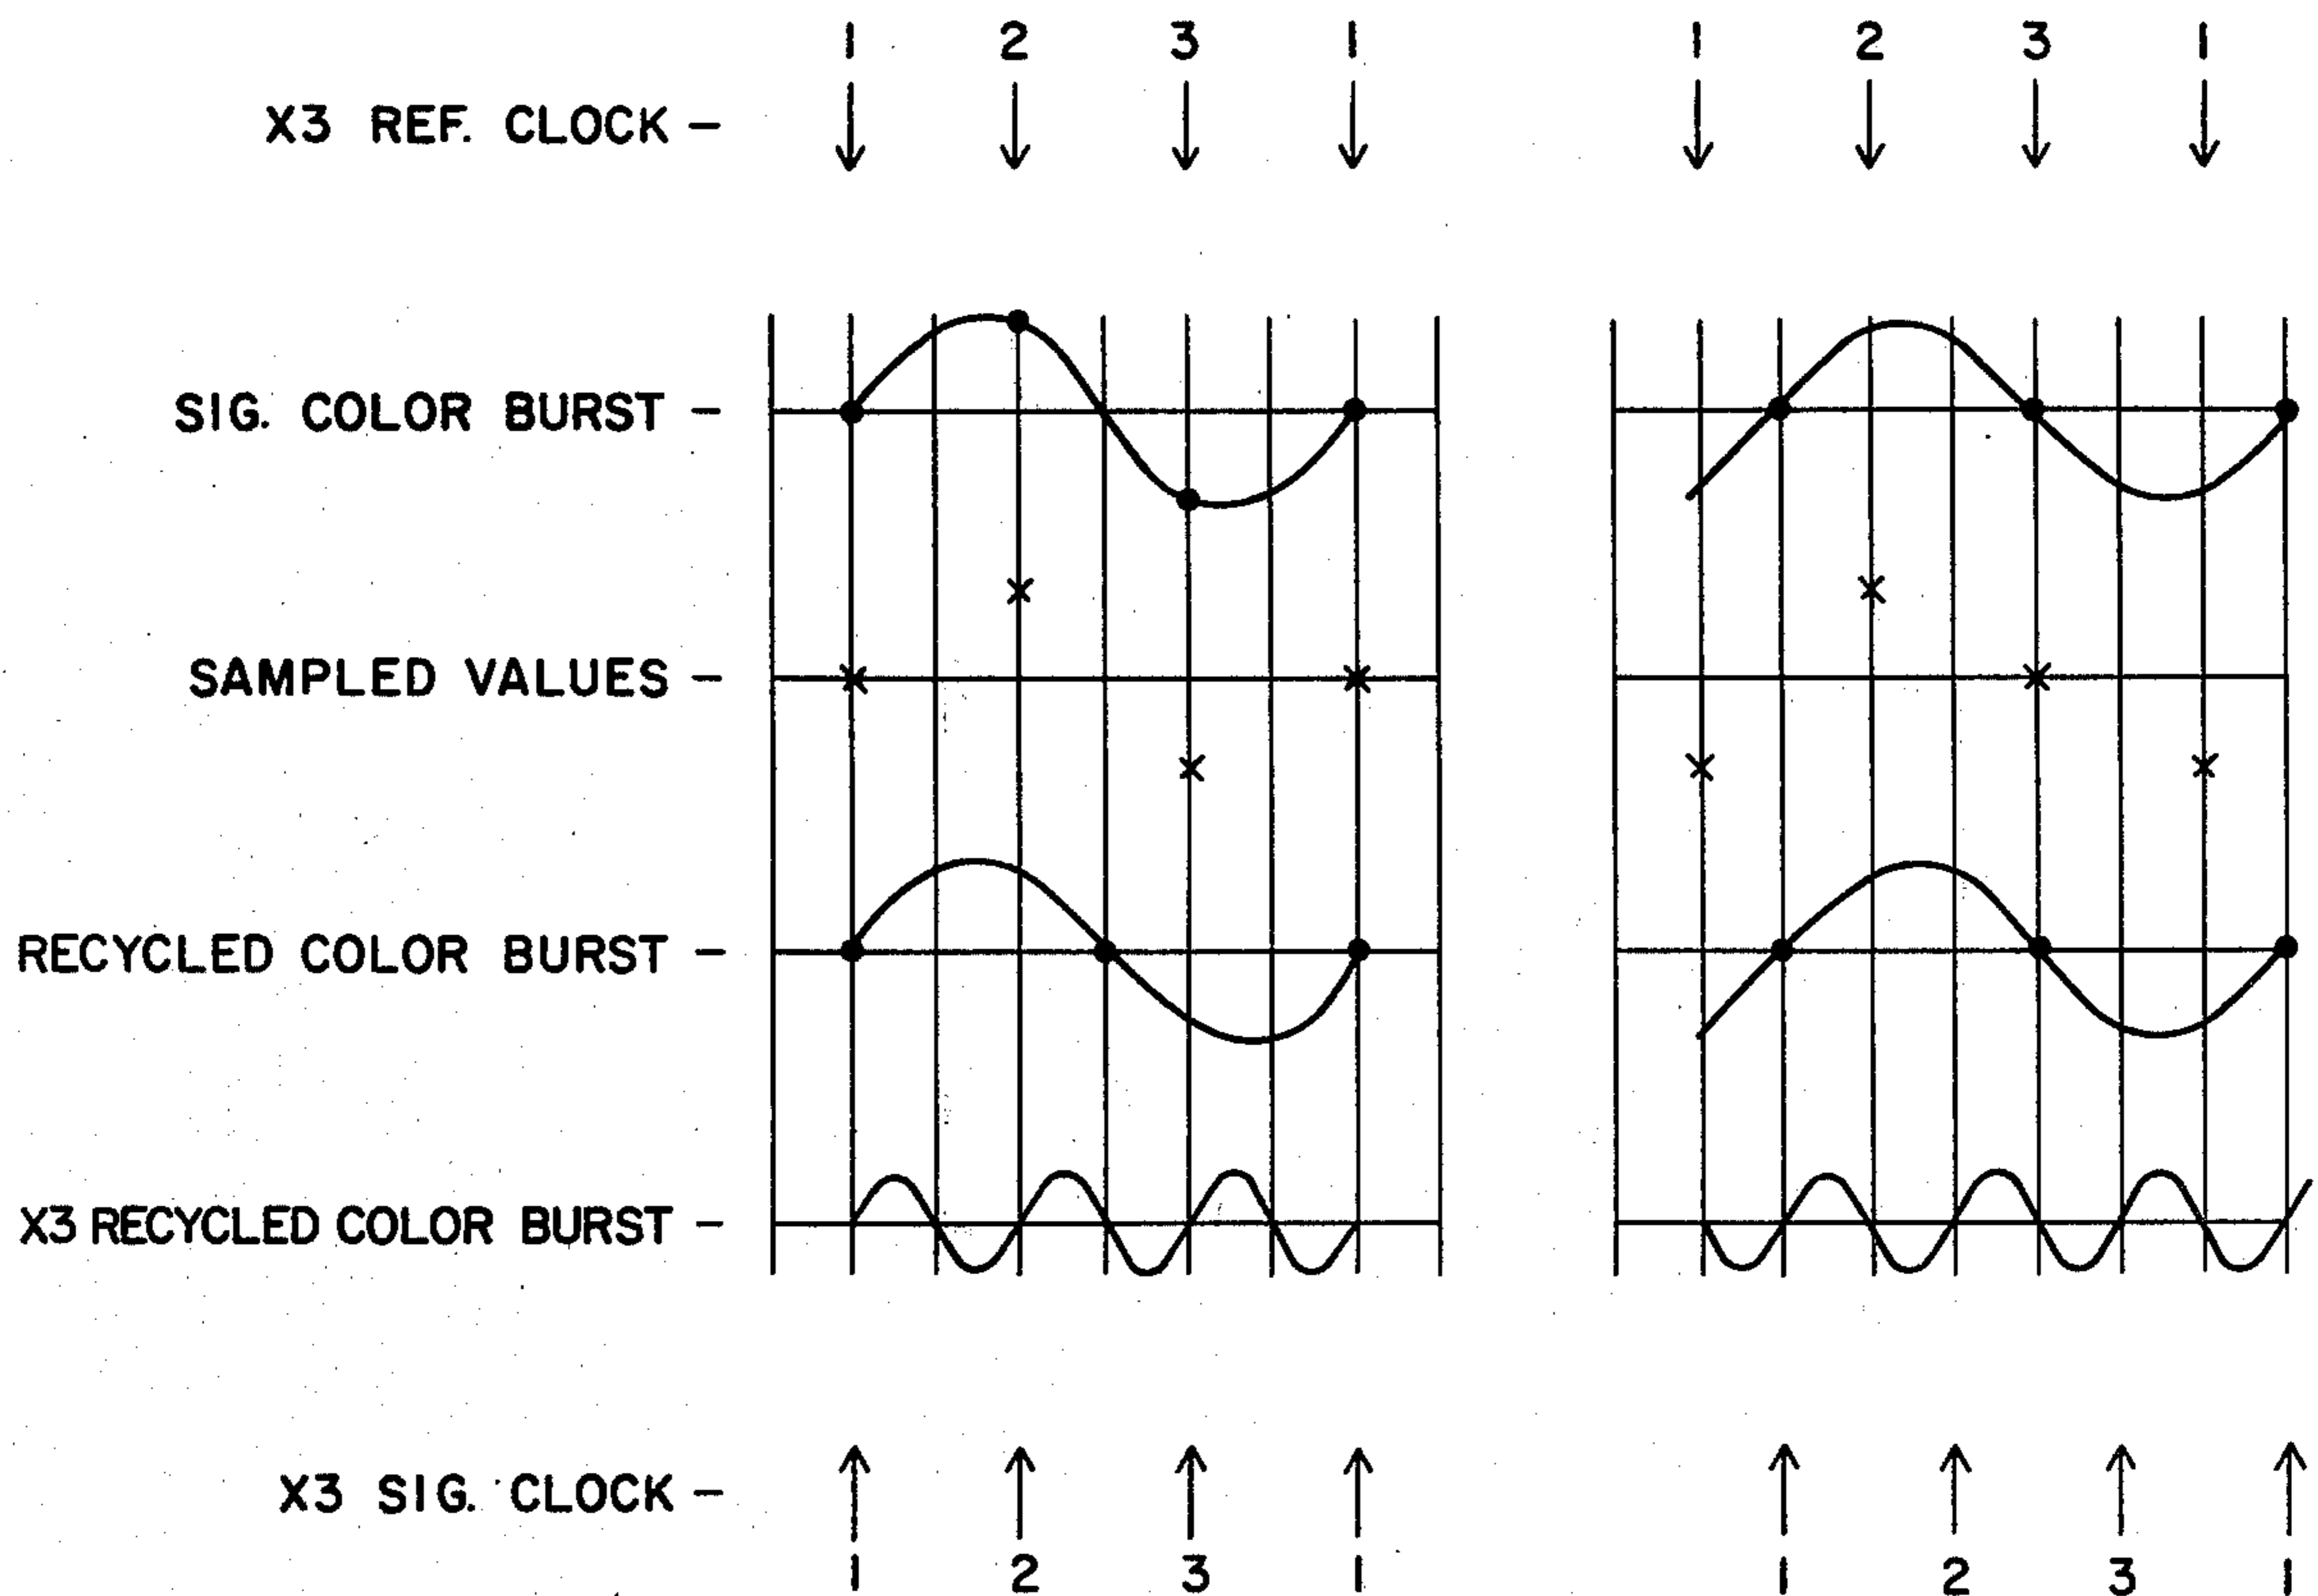 1 2 3 1 1 2 3 1
X3 REF. CLOCK –
SIG. COLOR BURST –
SAMPLED VALUES –
RECYCLED COLOR BURST –
X3 RECYCLED COLOR BURST –
X3 SIG. CLOCK –
1 2 3 1 1 2 3 1